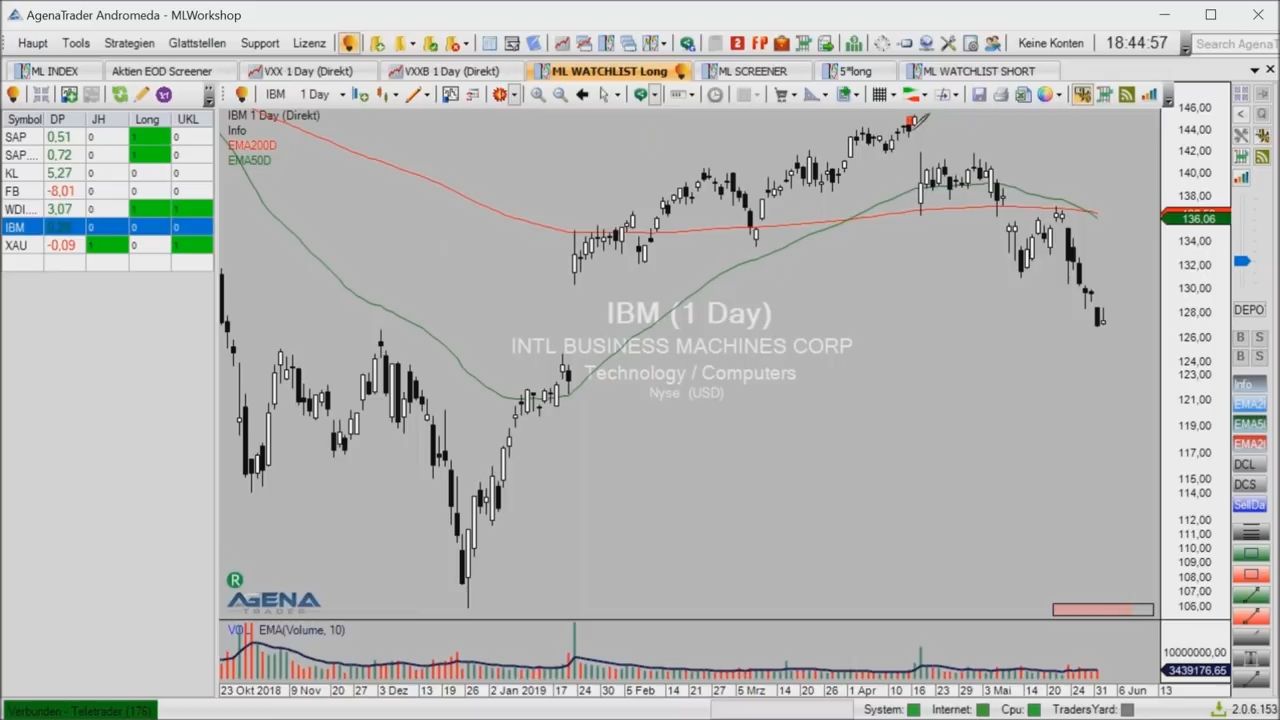 AgenaTrader Andromeda - MLWorkshop
Haupt Tools Strategien Glattstellen Support Lizenz Keine Konten 18:44:57
ML INDEX Aktien EOD Screener VXX 1 Day (Direkt) VXXB 1 Day (Direkt) ML WATCHLIST Long ML SCREENER 5*long ML WATCHLIST SHORT
IBM 1 Day
Symbol DP JH Long UKL
SAP 0,51 0 1
SAP.... 0,72 0 1 0
KL 5,27 0 0 0
FB -8,01 0 0 0
WDI.... 3,07 0 1 1
IBM 0 0 0
XAU -0,09 1 0 1
IBM 1 Day (Direkt)
Info
EMA200D
EMA50D
IBM (1 Day)
INTL BUSINESS MACHINES CORP
Technology / Computers
Nyse (USD)
R
AGENA
TRADER
146,00
144,00
142,00
140,00
138,00
136,06
134,00
132,00
130,00
128,00
126,00
124,00
123,00
121,00
119,00
117,00
115,00
114,00
112,00
111,00
110,00
109,00
108,00
107,00
106,00
DEPO
B S
B S
Info
DCL
DCS
VOL EMA(Volume, 10)
10000000,00
3439176,65
23 Okt 2018 9 Nov 20 27 3 Dez 13 19 26 2 Jan 2019 17 24 30 5 Feb 14 21 27 5 Mrz 14 20 26 1 Apr 10 16 23 29 3 Mai 14 20 24 31 6 Jun 13
Verbunden - Teletrader (176) System: Internet: Cpu: TradersYard: 2.0.6.153